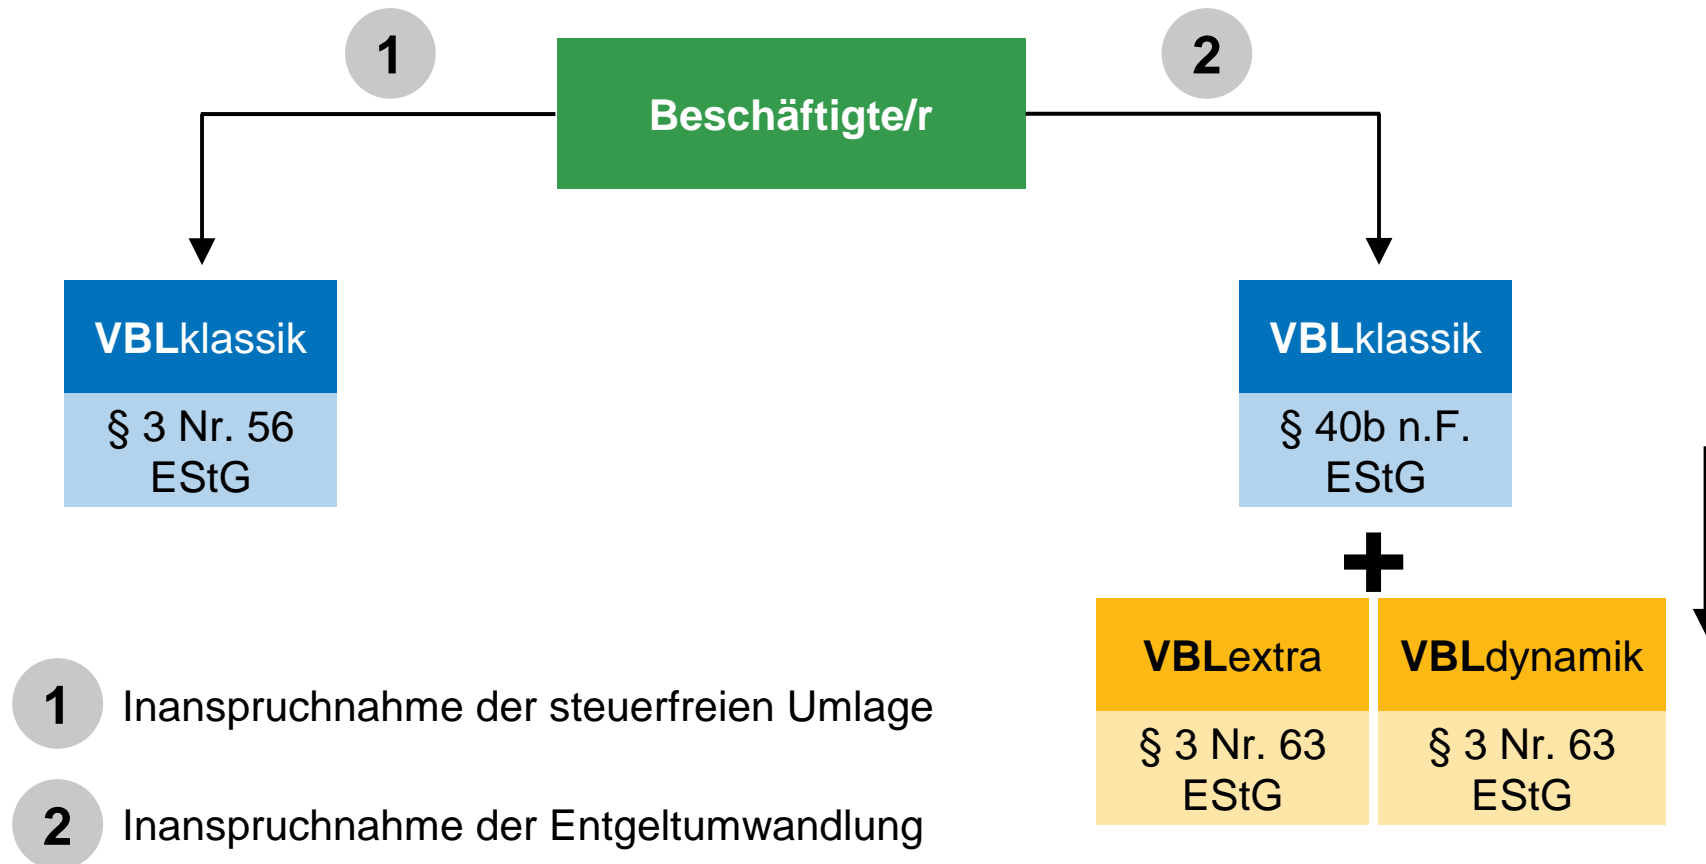 1
2
Beschäftigte/r
VBLklassik
VBLklassik
§ 3 Nr. 56
EStG
§ 40b n.F.
EStG
+
VBLextra
VBLdynamik
§ 3 Nr. 63
EStG
§ 3 Nr. 63
EStG
1 Inanspruchnahme der steuerfreien Umlage
2 Inanspruchnahme der Entgeltumwandlung